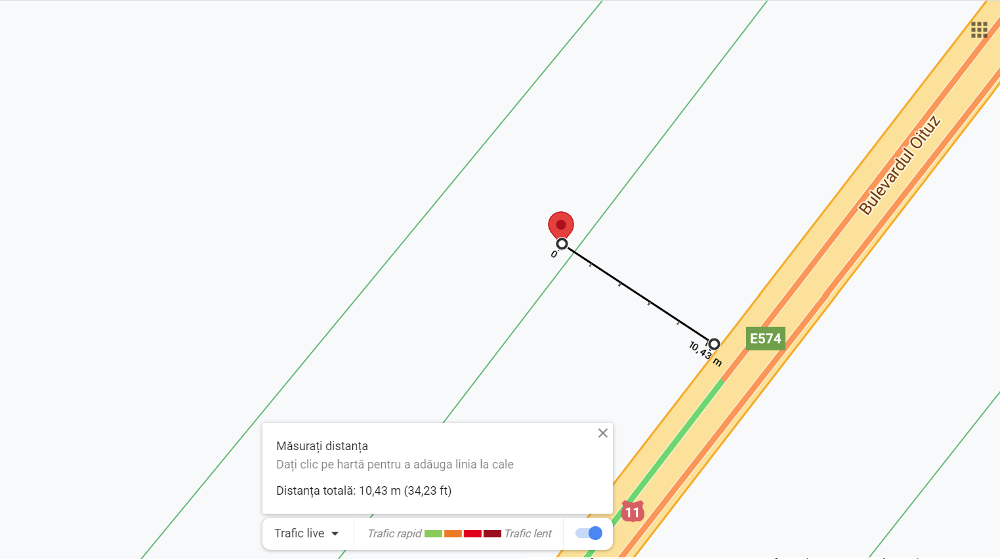 Bulevardul Oituz
0
10,43 m
E574
11
Măsurați distanța
Dați clic pe hartă pentru a adăuga linia la cale
Distanța totală: 10,43 m (34,23 ft)
Trafic live
Trafic rapid
Trafic lent